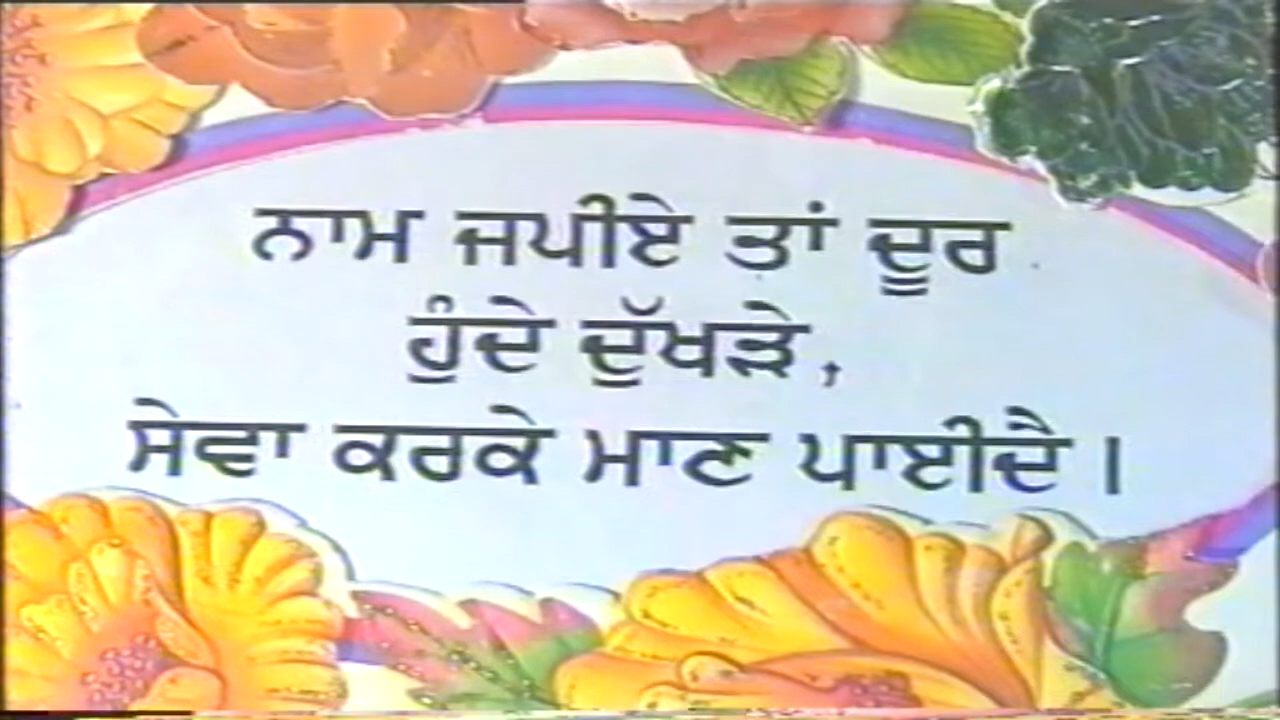 ਨਾਮ ਜਪੀਏ ਤਾਂ ਦੂਰ
ਹੁੰਦੇ ਦੁੱਖੜੇ,
ਸੇਵਾ ਕਰਕੇ ਮਾਣ ਪਾਈਦੈ।